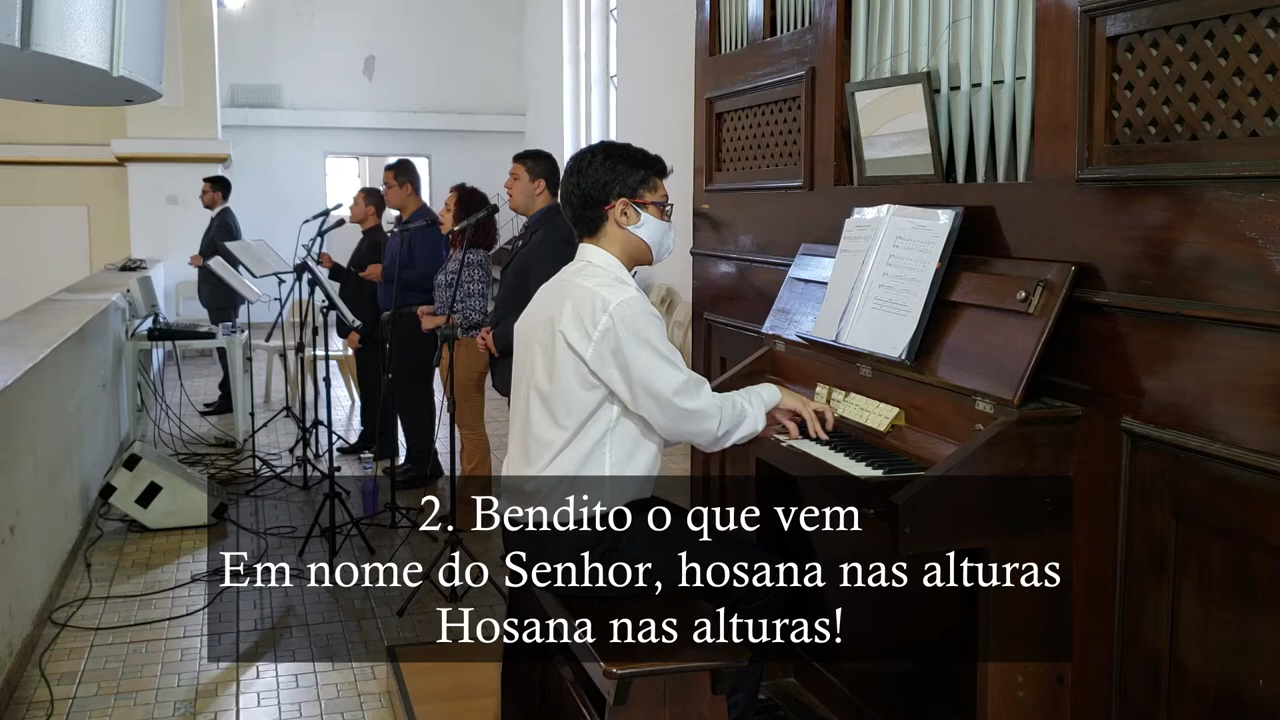 2. Bendito o que vem
Em nome do Senhor, hosana nas alturas
Hosana nas alturas!